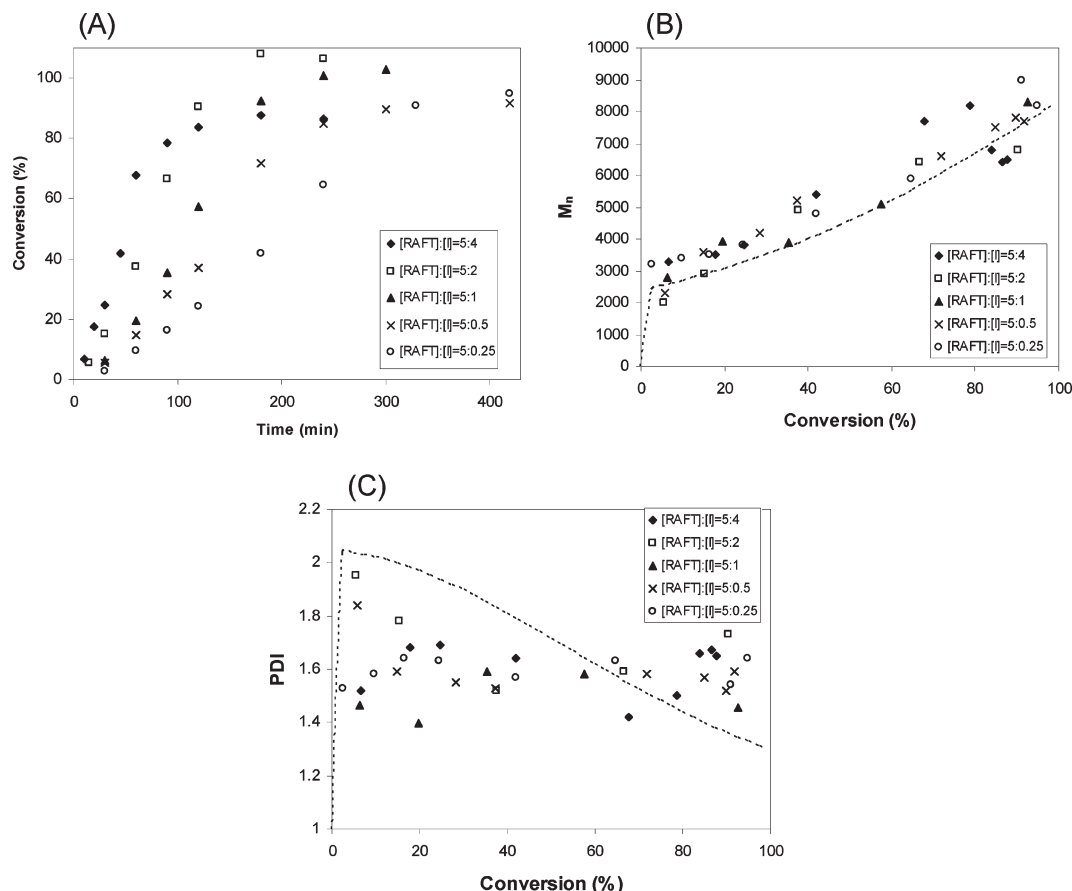 (A)
100
80
60
40
20
0
0 100 200 300 400
Conversion (%)
Time (min)
[RAFT]:[I]=5:4
[RAFT]:[I]=5:2
[RAFT]:[I]=5:1
[RAFT]:[I]=5:0.5
[RAFT]:[I]=5:0.25
(B)
10000
9000
8000
7000
6000
5000
4000
3000
2000
1000
0
0 20 40 60 80 100
Mn
Conversion (%)
[RAFT]:[I]=5:4
[RAFT]:[I]=5:2
[RAFT]:[I]=5:1
[RAFT]:[I]=5:0.5
[RAFT]:[I]=5:0.25
(C)
2.2
2
1.8
1.6
1.4
1.2
1
0 20 40 60 80 100
PDI
Conversion (%)
[RAFT]:[I]=5:4
[RAFT]:[I]=5:2
[RAFT]:[I]=5:1
[RAFT]:[I]=5:0.5
[RAFT]:[I]=5:0.25